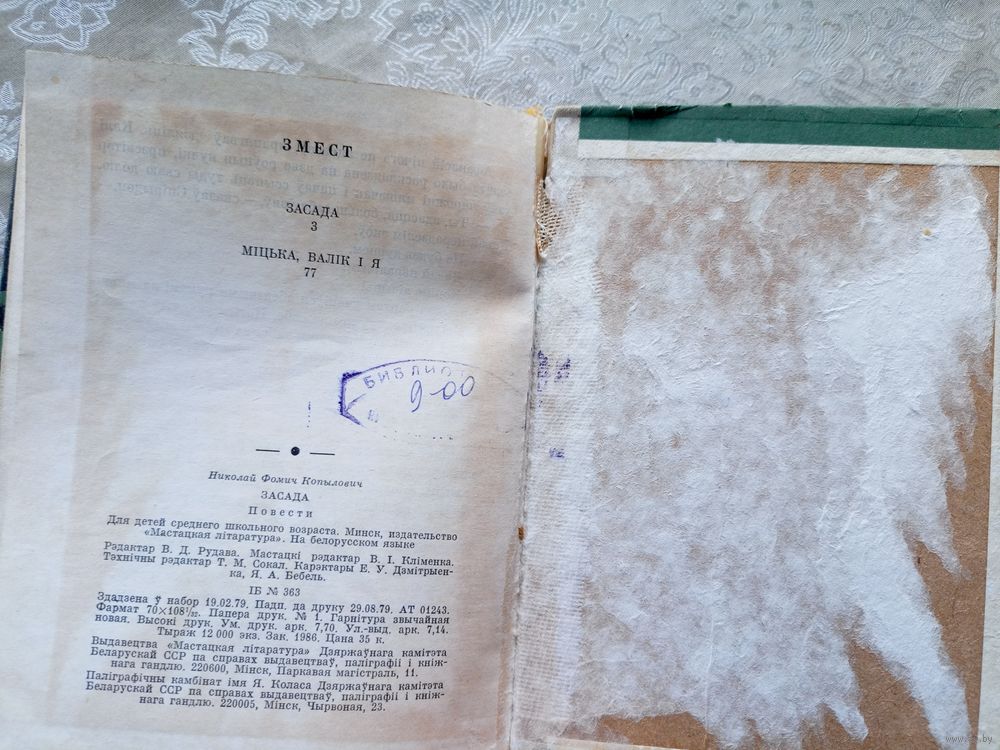 ЗМЕСТ
ЗАСАДА
3
МІЦЬКА, ВАЛІК І Я
77
БИБЛИОТ
9-00
Николай Фомич Копылович
ЗАСАДА
Повести
Для детей среднего школьного возраста. Минск, издательство
«Мастацкая літаратура». На белорусском языке
Рэдактар В. Д. Рудава. Мастацкі рэдактар В. І. Кліменка.
Тэхнічны рэдактар Т. М. Сокал. Карэктары Е. У. Дзмітрыен-
ка, Я. А. Бебель.
ІБ № 363
Здадзена ў набор 19.02.79. Падп. да друку 29.08.79. АТ 01243.
Фармат 70×108¹/₃₂. Папера друк. № 1. Гарнітура звычайная
новая. Высокі друк. Ум. друк. арк. 7,70. Ул.-выд. арк. 7,14.
Тыраж 12 000 экз. Зак. 1986. Цана 35 к.
Выдавецтва «Мастацкая літаратура» Дзяржаўнага камітэта
Беларускай ССР па справах выдавецтваў, паліграфіі і кніж-
нага гандлю. 220600, Мінск, Паркавая магістраль, 11.
Паліграфічны камбінат імя Я. Коласа Дзяржаўнага камітэта
Беларускай ССР па справах выдавецтваў, паліграфіі і кніж-
нага гандлю. 220005, Мінск, Чырвоная, 23.